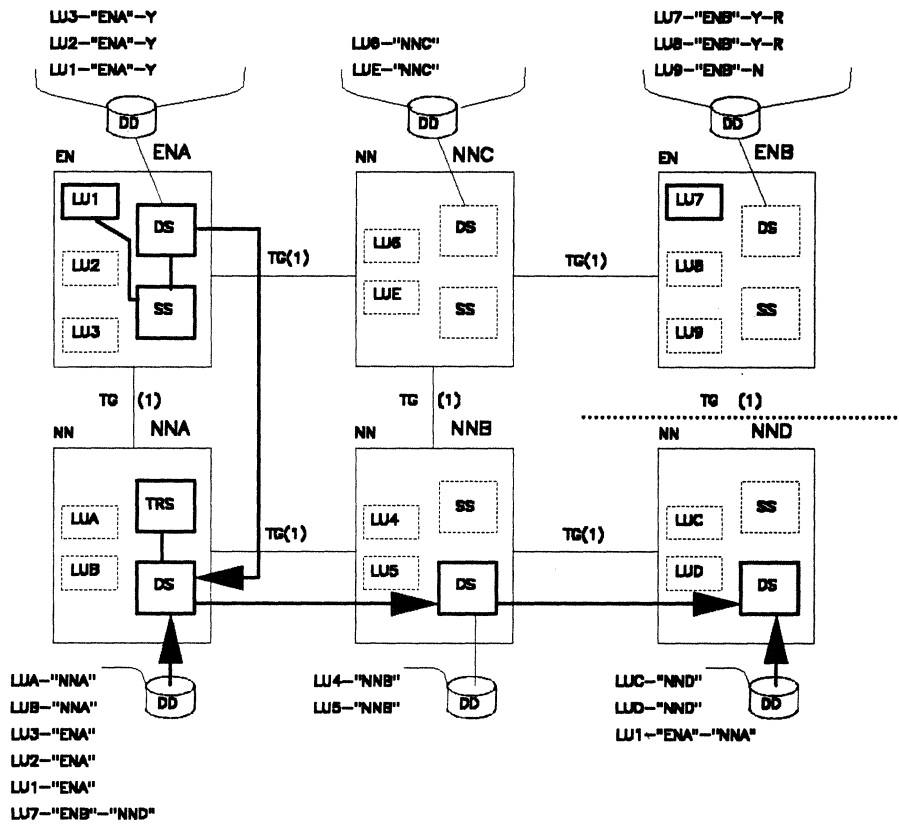 LU3-"ENA"-Y
LU2-"ENA"-Y
LU1-"ENA"-Y
LU6-"NNC"
LUE-"NNC"
LU7-"ENB"-Y-R
LU8-"ENB"-Y-R
LU9-"ENB"-N
DD
DD
DD
EN ENA
NN NNC
EN ENB
LU1
DS
LU2
SS
LU3
TG(1)
LU6
DS
LUE
SS
TG(1)
LU7
DS
LU8
SS
LU9
TG (1)
TG (1)
TG (1)
NN NNA
NN NNB
NN NND
LUA
TRS
LUB
DS
TG(1)
LU4
SS
LU5
DS
TG(1)
LUC
SS
LUD
DS
LUA-"NNA"
LUB-"NNA"
LU3-"ENA"
LU2-"ENA"
LU1-"ENA"
LU7-"ENB"-"NND"
DD
LU4-"NNB"
LU5-"NNB"
DD
LUC-"NND"
LUD-"NND"
LU1-"ENA"-"NNA"
DD